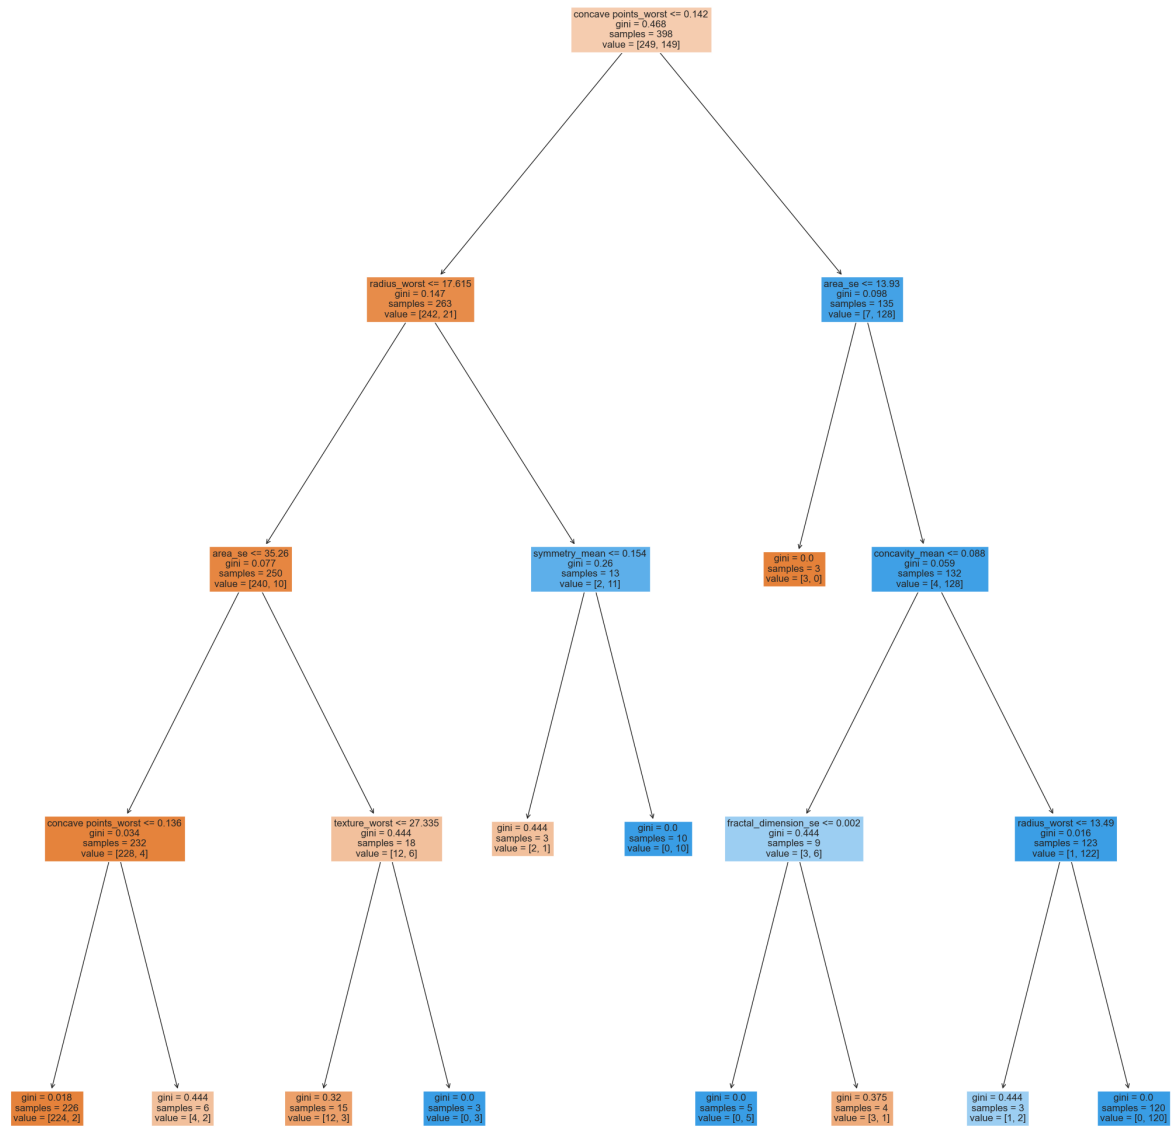 concave points_worst <= 0.142
gini = 0.468
samples = 398
value = [249, 149]
radius_worst <= 17.615
gini = 0.147
samples = 263
value = [242, 21]
area_se <= 13.93
gini = 0.098
samples = 135
value = [7, 128]
area_se <= 35.26
gini = 0.077
samples = 250
value = [240, 10]
symmetry_mean <= 0.154
gini = 0.26
samples = 13
value = [2, 11]
gini = 0.0
samples = 3
value = [3, 0]
concavity_mean <= 0.088
gini = 0.059
samples = 132
value = [4, 128]
concave points_worst <= 0.136
gini = 0.034
samples = 232
value = [228, 4]
texture_worst <= 27.335
gini = 0.444
samples = 18
value = [12, 6]
gini = 0.444
samples = 3
value = [2, 1]
gini = 0.0
samples = 10
value = [0, 10]
fractal_dimension_se <= 0.002
gini = 0.444
samples = 9
value = [3, 6]
radius_worst <= 13.49
gini = 0.016
samples = 123
value = [1, 122]
gini = 0.018
samples = 226
value = [224, 2]
gini = 0.444
samples = 6
value = [4, 2]
gini = 0.32
samples = 15
value = [12, 3]
gini = 0.0
samples = 3
value = [0, 3]
gini = 0.0
samples = 5
value = [0, 5]
gini = 0.375
samples = 4
value = [3, 1]
gini = 0.444
samples = 3
value = [1, 2]
gini = 0.0
samples = 120
value = [0, 120]